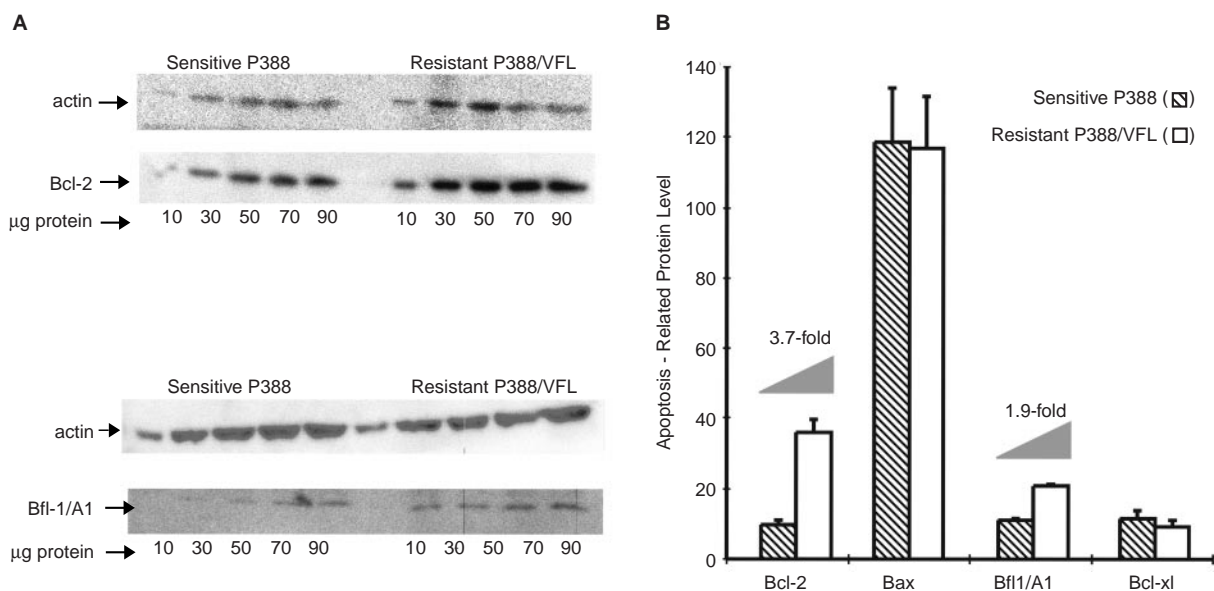 A
Sensitive P388 Resistant P388/VFL
actin
Bcl-2
µg protein 10 30 50 70 90 10 30 50 70 90
Sensitive P388 Resistant P388/VFL
actin
Bfl-1/A1
µg protein 10 30 50 70 90 10 30 50 70 90
B
Apoptosis - Related Protein Level
140
120
100
80
60
40
20
0
Sensitive P388 ( )
Resistant P388/VFL ( )
3.7-fold
1.9-fold
Bcl-2 Bax Bfl1/A1 Bcl-xl